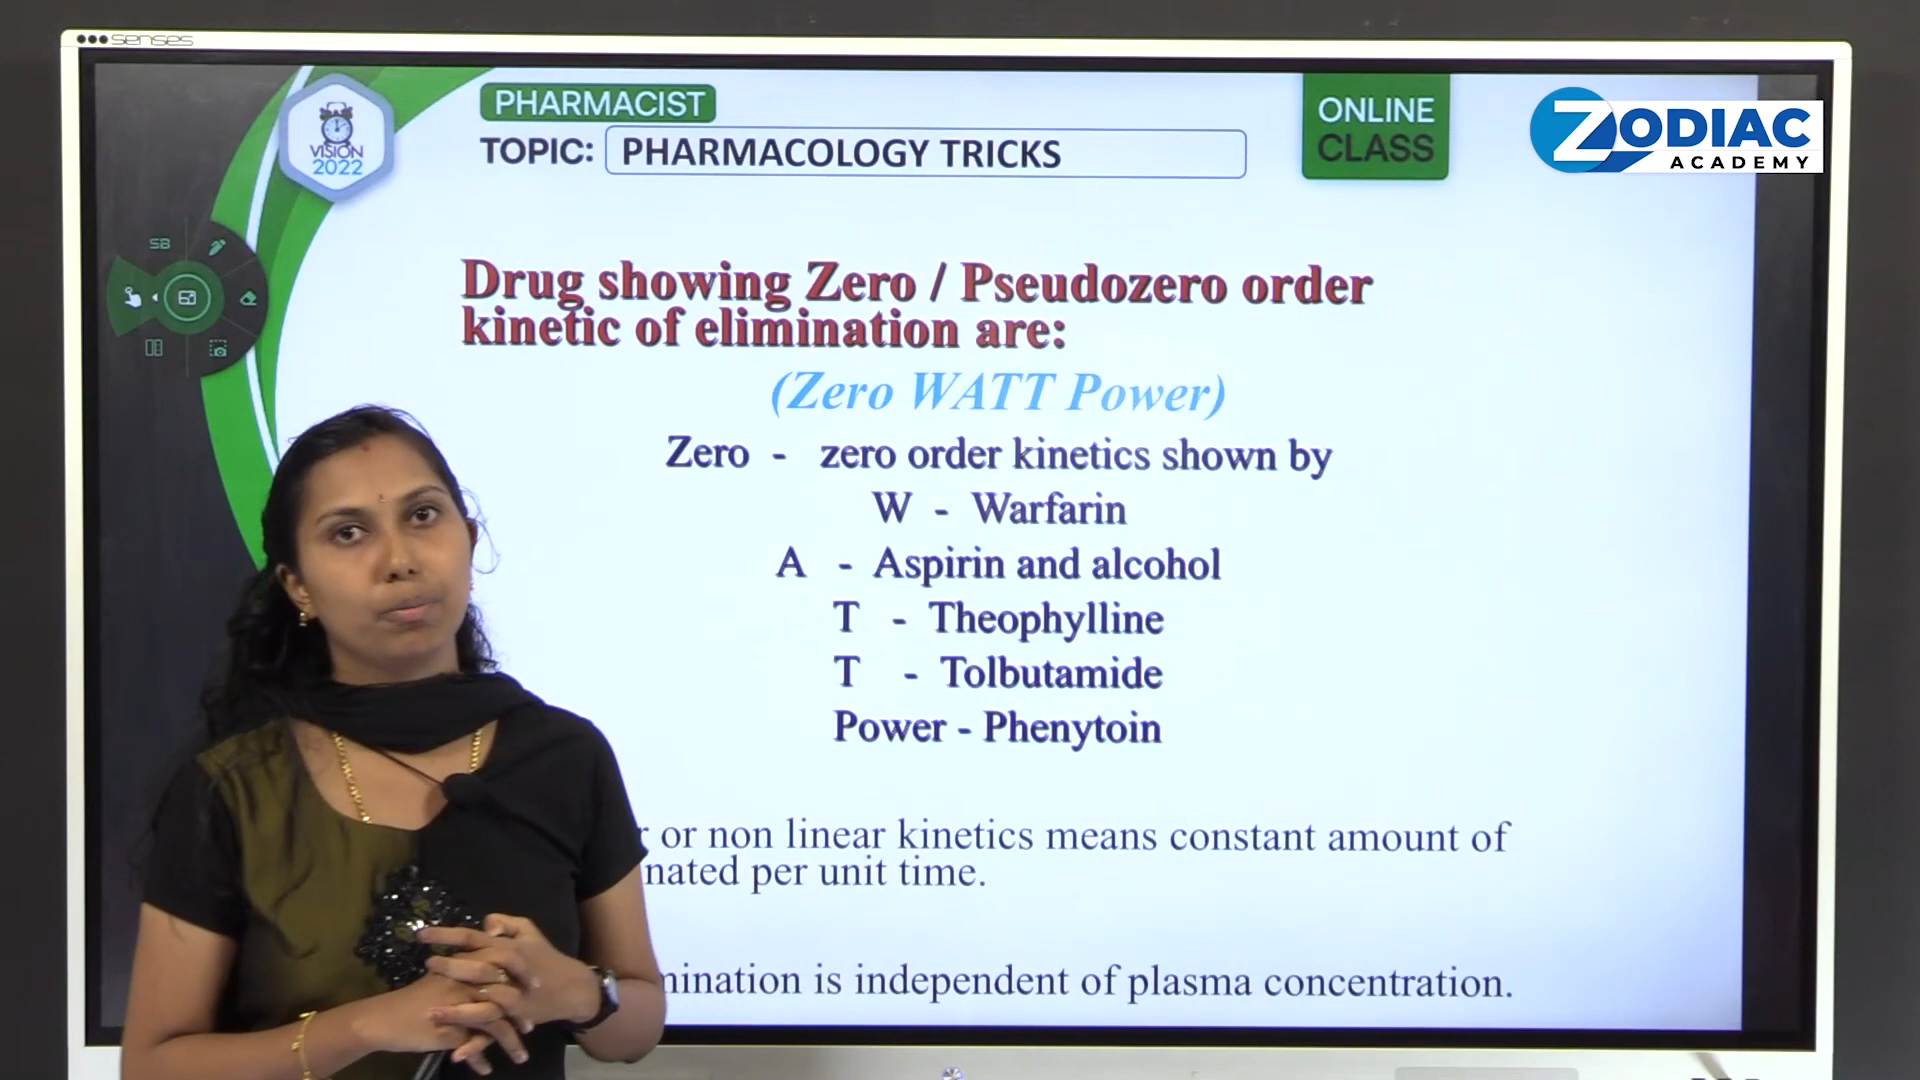 senses
PHARMACIST
TOPIC: PHARMACOLOGY TRICKS
ONLINE
CLASS
ZODIAC
ACADEMY
VISION
2022
SB
Drug showing Zero / Pseudozero order
kinetic of elimination are:
(Zero WATT Power)
Zero - zero order kinetics shown by
W - Warfarin
A - Aspirin and alcohol
T - Theophylline
T - Tolbutamide
Power - Phenytoin
or non linear kinetics means constant amount of
per unit time.
is independent of plasma concentration.